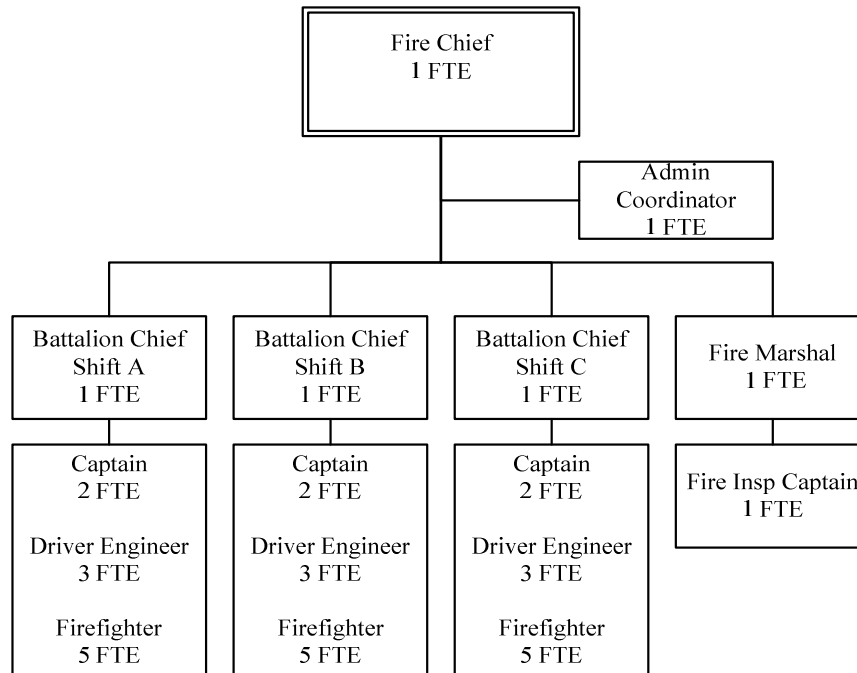 Fire Chief
1 FTE
Admin
Coordinator
1 FTE
Battalion Chief
Shift A
1 FTE
Battalion Chief
Shift B
1 FTE
Battalion Chief
Shift C
1 FTE
Fire Marshal
1 FTE
Captain
2 FTE
Driver Engineer
3 FTE
Firefighter
5 FTE
Captain
2 FTE
Driver Engineer
3 FTE
Firefighter
5 FTE
Captain
2 FTE
Driver Engineer
3 FTE
Firefighter
5 FTE
Fire Insp Captain
1 FTE